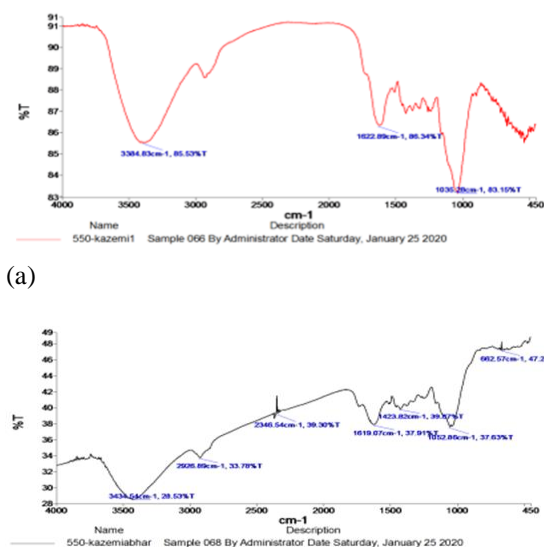 91
91
90
89
88
87
86
85
84
83
%T
3384.83cm-1, 85.53%T
1622.89cm-1, 86.34%T
1035.29cm-1, 83.15%T
4000 3500 3000 2500 2000 1500 1000 450
cm-1
Name Description
550-kazemi1 Sample 066 By Administrator Date Saturday, January 25 2020
(a)
49
48
46
44
42
40
38
36
34
32
30
28
%T
662.57cm-1, 47.2
2346.54cm-1, 39.30%T
1423.82cm-1, 39.87%T
1619.07cm-1, 37.91%T
1052.86cm-1, 37.63%T
2926.89cm-1, 33.78%T
3434.54cm-1, 28.53%T
4000 3500 3000 2500 2000 1500 1000 450
cm-1
Name Description
550-kazemiabhar Sample 068 By Administrator Date Saturday, January 25 2020